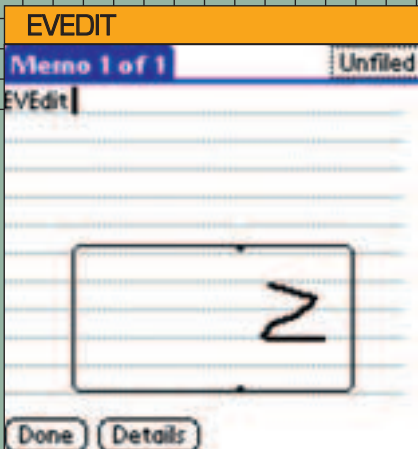 EVEDIT
Memo 1 of 1
Unfiled
EVEdit
Done
Details